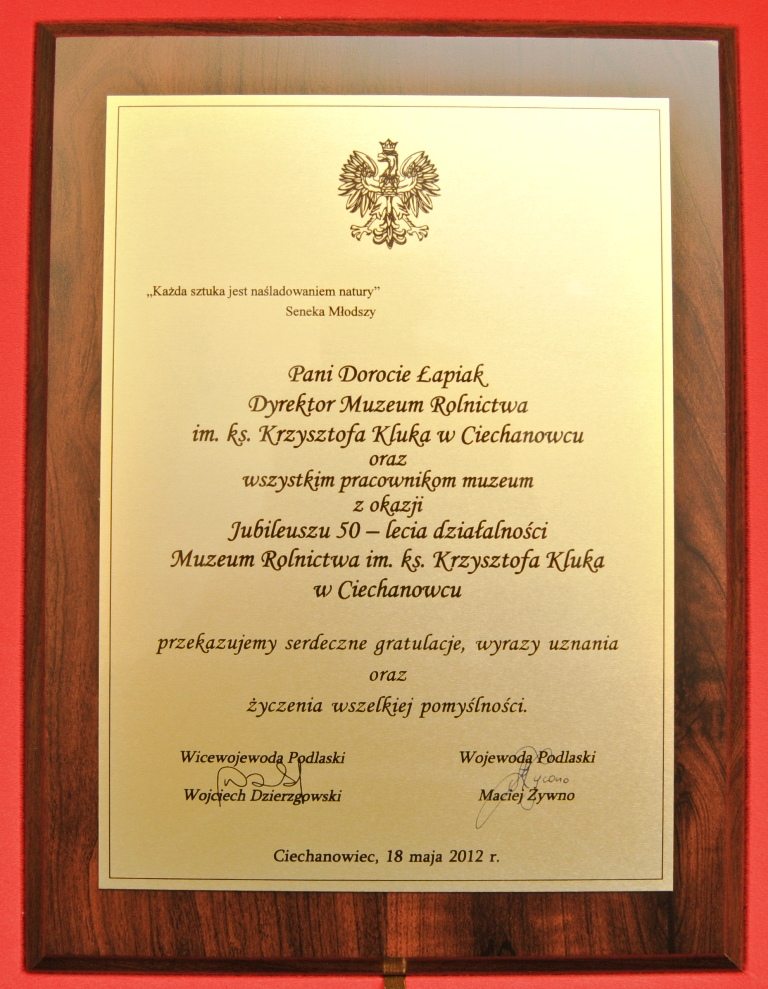 „Każda sztuka jest naśladowaniem natury”
Seneka Młodszy
Pani Dorocie Łapiak
Dyrektor Muzeum Rolnictwa
im. ks. Krzysztofa Kluka w Ciechanowcu
oraz
wszystkim pracownikom muzeum
z okazji
Jubileuszu 50 – lecia działalności
Muzeum Rolnictwa im. ks. Krzysztofa Kluka
w Ciechanowcu
przekazujemy serdeczne gratulacje, wyrazy uznania
oraz
życzenia wszelkiej pomyślności.
Wicewojewoda Podlaski
Wojciech Dzierzgowski
Wojewoda Podlaski
Maciej Żywno
Ciechanowiec, 18 maja 2012 r.